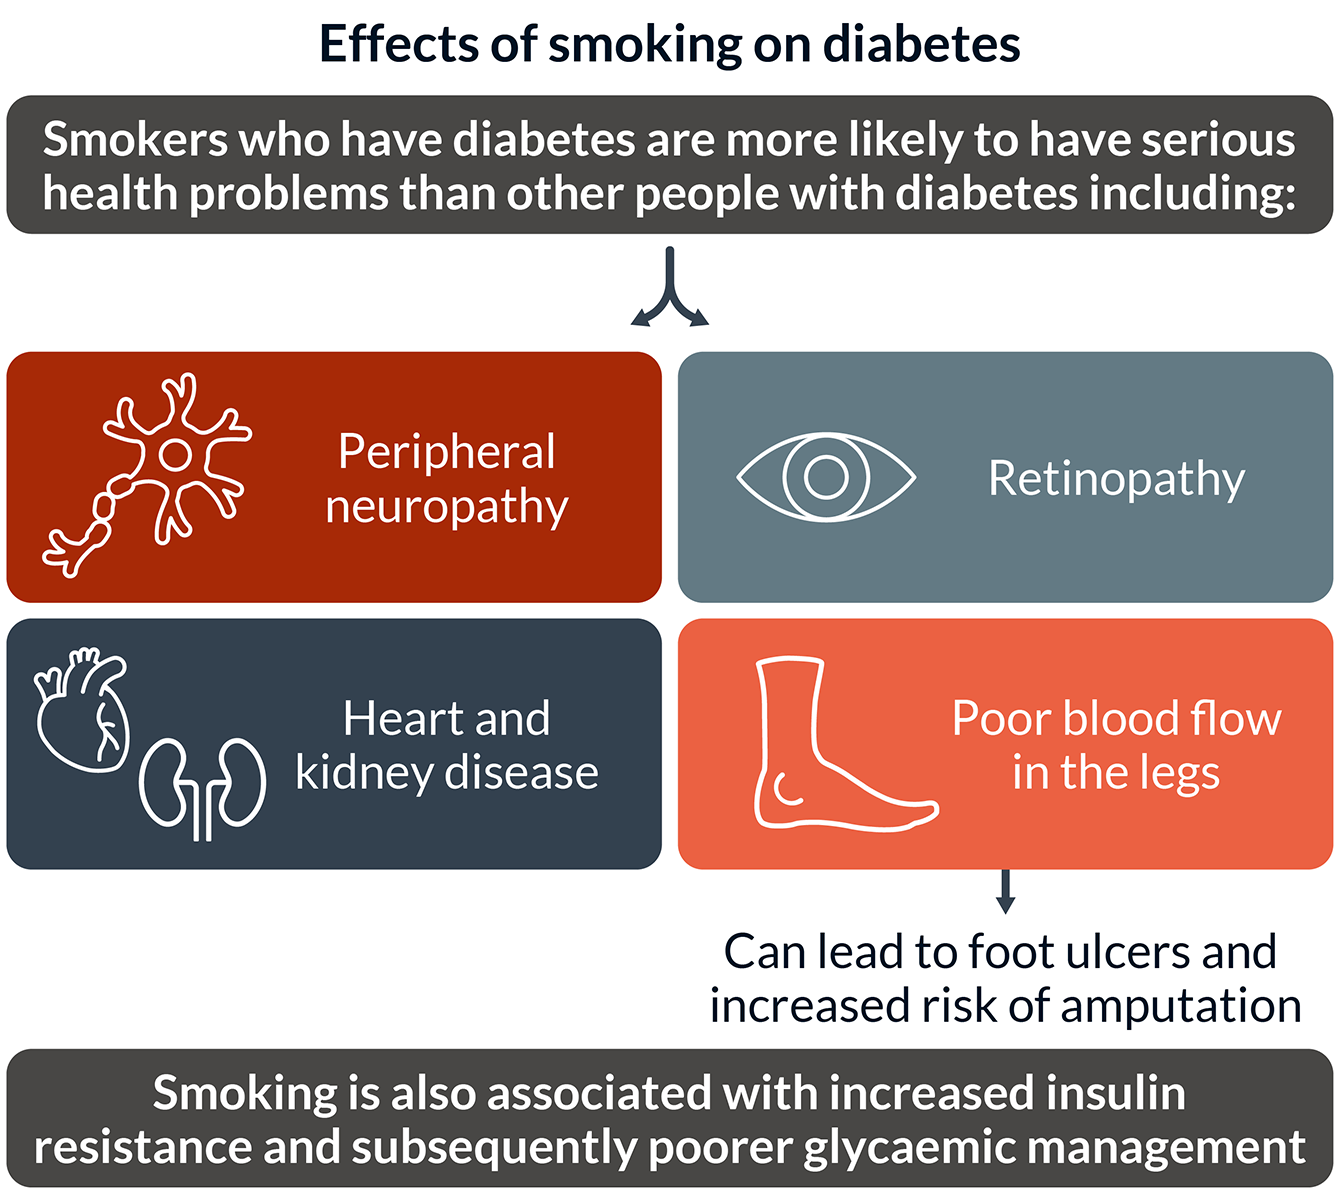 Effects of smoking on diabetes
Smokers who have diabetes are more likely to have serious
health problems than other people with diabetes including:
Peripheral
neuropathy
Retinopathy
Heart and
kidney disease
Poor blood flow
in the legs
Can lead to foot ulcers and
increased risk of amputation
Smoking is also associated with increased insulin
resistance and subsequently poorer glycaemic management